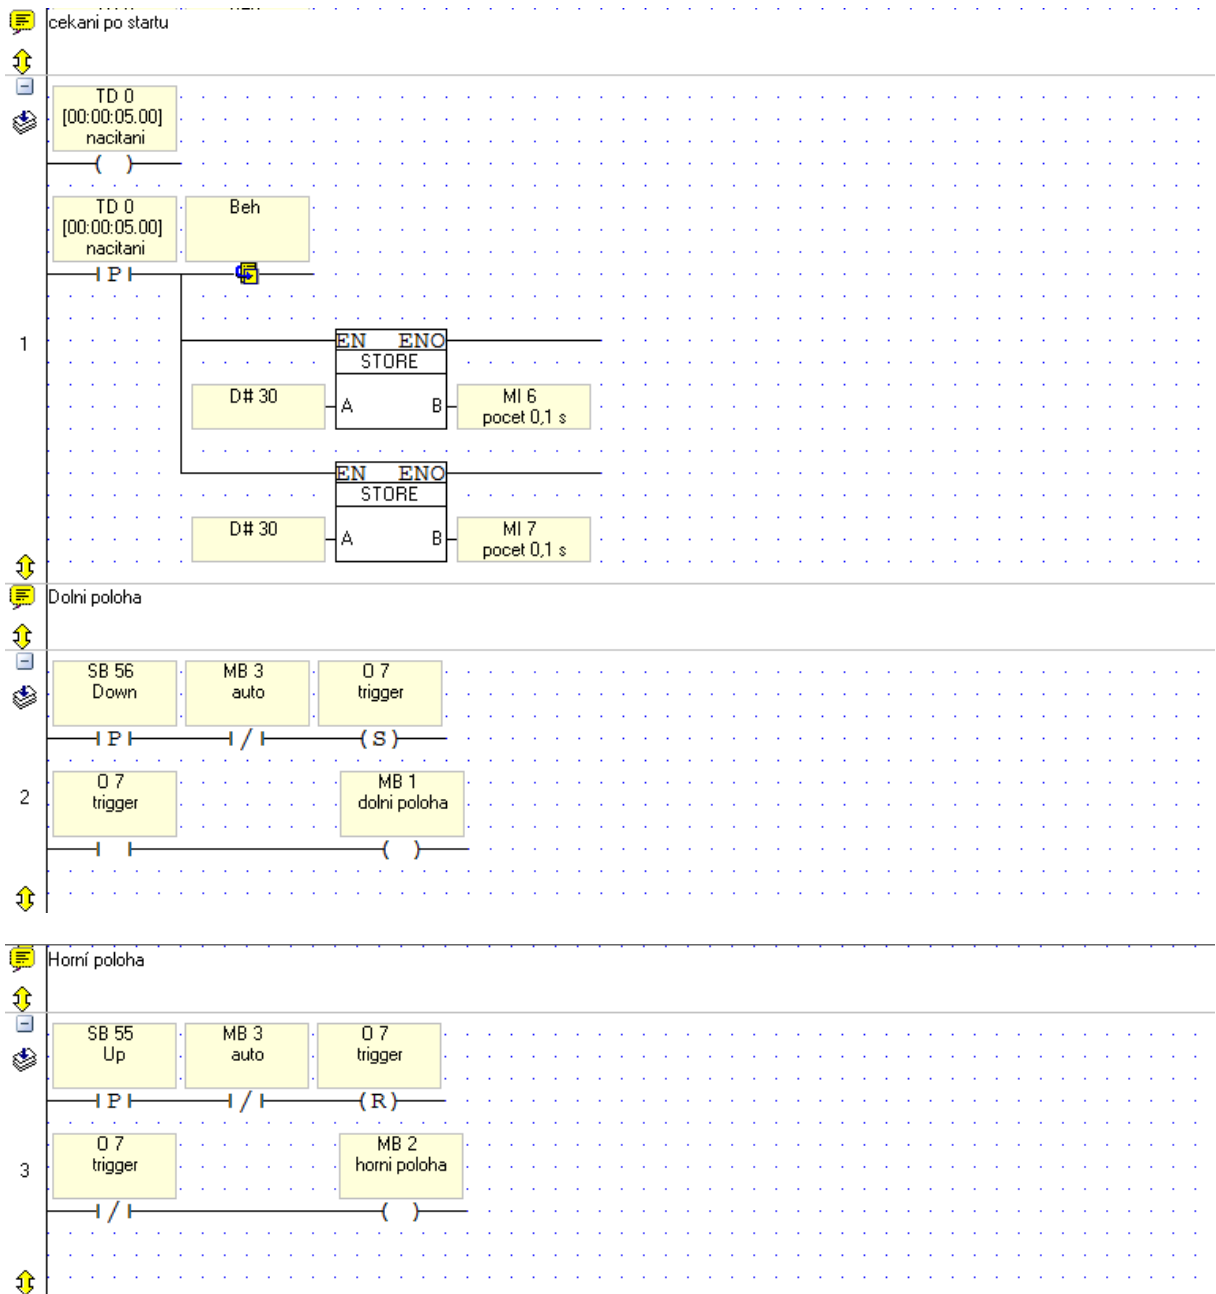 cekani po startu
TD 0
[00:00:05.00]
nacitani
( )
TD 0
[00:00:05.00]
nacitani
Beh
P
1
EN ENO
STORE
D# 30
A B
MI 6
pocet 0,1 s
EN ENO
STORE
D# 30
A B
MI 7
pocet 0,1 s
Dolni poloha
SB 56
Down
MB 3
auto
O 7
trigger
P / (S)
2
O 7
trigger
MB 1
dolni poloha
( )
Horní poloha
SB 55
Up
MB 3
auto
O 7
trigger
P / (R)
3
O 7
trigger
MB 2
horni poloha
/ ( )